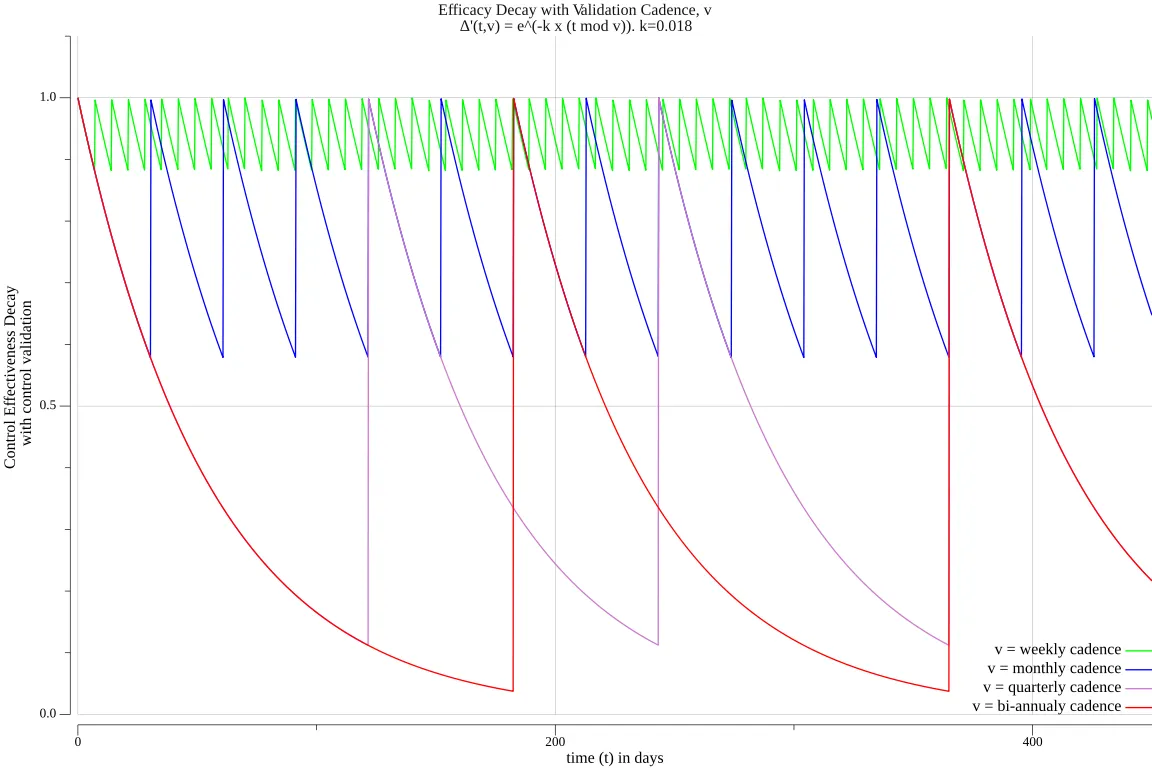 Efficacy Decay with Validation Cadence, v
Δ'(t,v) = e^(-k x (t mod v)). k=0.018
1.0
0.5
0.0
Control Effectiveness Decay
with control validation
v = weekly cadence
v = monthly cadence
v = quarterly cadence
v = bi-annualy cadence
0
200
400
time (t) in days